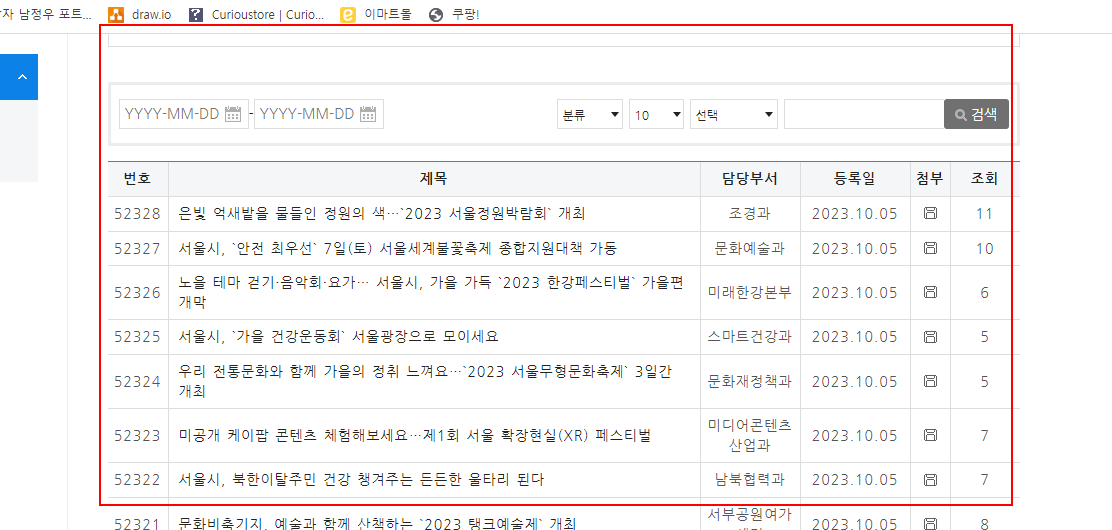 자 남정우 포트... draw.io Curioustore | Curio... 이마트몰 쿠팡!
YYYY-MM-DD - YYYY-MM-DD 분류 10 선택 검색
번호 제목 담당부서 등록일 첨부 조회
52328 은빛 억새밭을 물들인 정원의 색…`2023 서울정원박람회` 개최 조경과 2023.10.05 11
52327 서울시, `안전 최우선` 7일(토) 서울세계불꽃축제 종합지원대책 가동 문화예술과 2023.10.05 10
52326 노을 테마 걷기·음악회·요가… 서울시, 가을 가득 `2023 한강페스티벌` 가을편
개막 미래한강본부 2023.10.05 6
52325 서울시, `가을 건강운동회` 서울광장으로 모이세요 스마트건강과 2023.10.05 5
52324 우리 전통문화와 함께 가을의 정취 느껴요…`2023 서울무형문화축제` 3일간
개최 문화재정책과 2023.10.05 5
52323 미공개 케이팝 콘텐츠 체험해보세요…제1회 서울 확장현실(XR) 페스티벌 미디어콘텐츠
산업과 2023.10.05 7
52322 서울시, 북한이탈주민 건강 챙겨주는 든든한 울타리 된다 남북협력과 2023.10.05 7
52321 문화비축기지, 예술과 함께 산책하는 `2023 탱크예술제` 개최 서부공원여가 2023.10.05 8